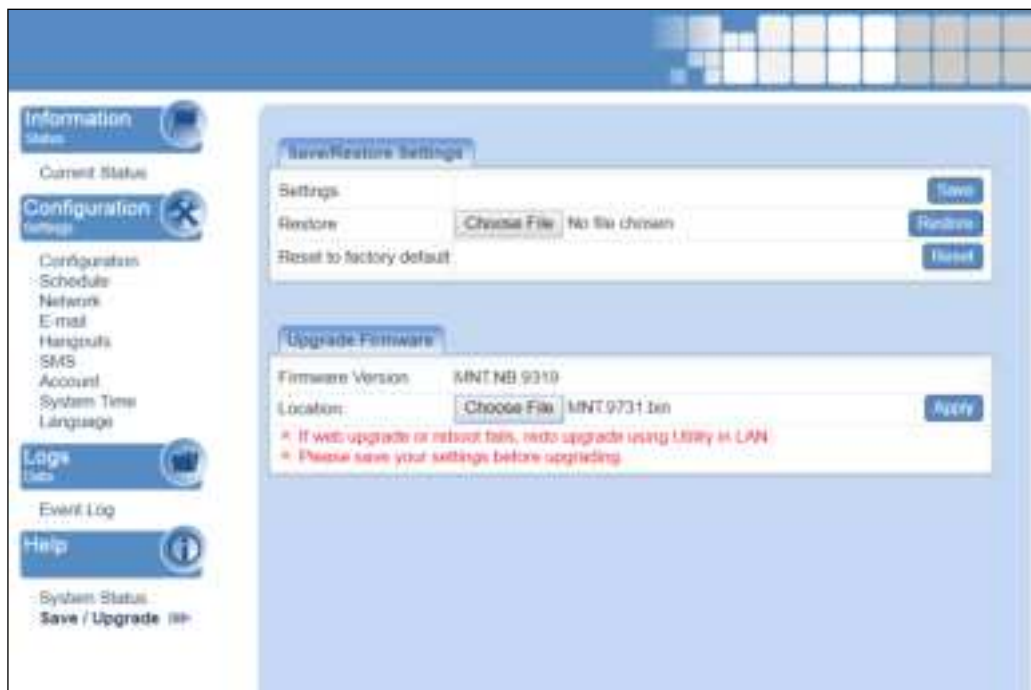 Information
Status
Current Status
Configuration
Settings
Configuration
Schedule
Network
E-mail
Hangouts
SMS
Account
System Time
Language
Logs
Data
Event Log
Help
System Status
Save / Upgrade
Save/Restore Settings
Settings Save
Restore Choose File No file chosen Restore
Reset to factory default Reset
Upgrade Firmware
Firmware Version MNT.NB.9319
Location: Choose File MNT.9731.bin Apply
* If web upgrade or reboot fails, redo upgrade using Utility in LAN.
* Please save your settings before upgrading.